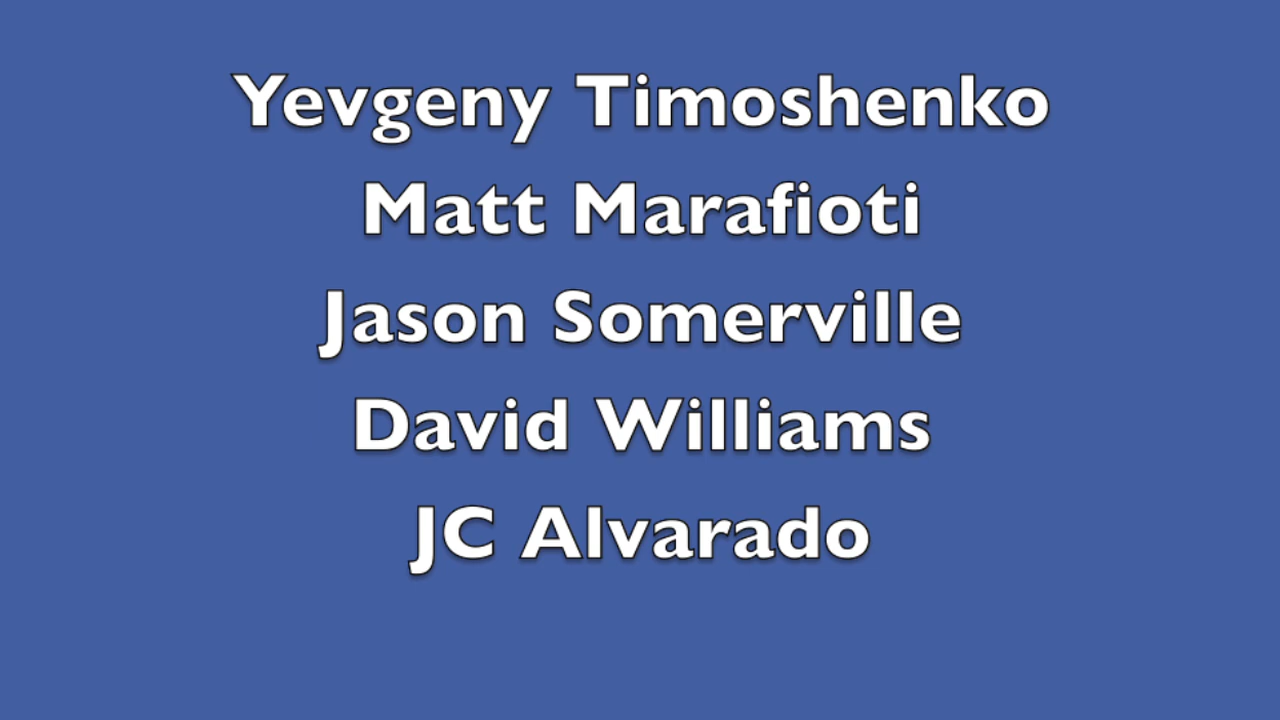 Yevgeny Timoshenko
Matt Marafioti
Jason Somerville
David Williams
JC Alvarado